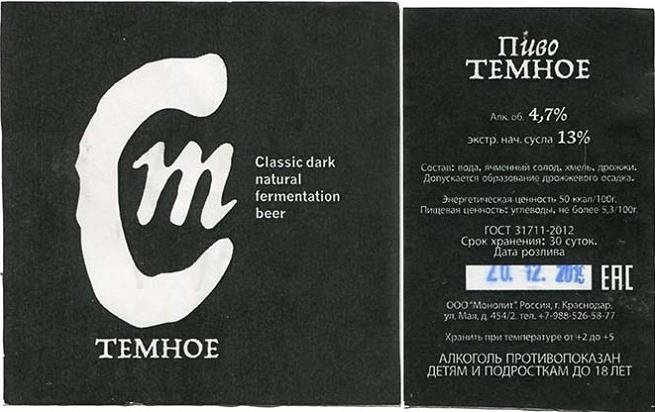 Cm
Classic dark
natural
fermentation
beer
ТЕМНОЕ
Пиво
ТЕМНОЕ
Алк. об. 4,7%
экстр. нач. сусла 13%
Состав: вода, ячменный солод, хмель, дрожжи.
Допускается образование дрожжевого осадка.
Энергетическая ценность 50 ккал/100г.
Пищевая ценность: углеводы, не более 5,3/100г.
ГОСТ 31711-2012
Срок хранения: 30 суток.
Дата розлива
20. 12. 2015
EAC
ООО "Монолит". Россия, г. Краснодар,
ул. Мая, д. 454/2. тел. +7-988-526-58-77
Хранить при температуре от +2 до +5
АЛКОГОЛЬ ПРОТИВОПОКАЗАН
ДЕТЯМ И ПОДРОСТКАМ ДО 18 ЛЕТ